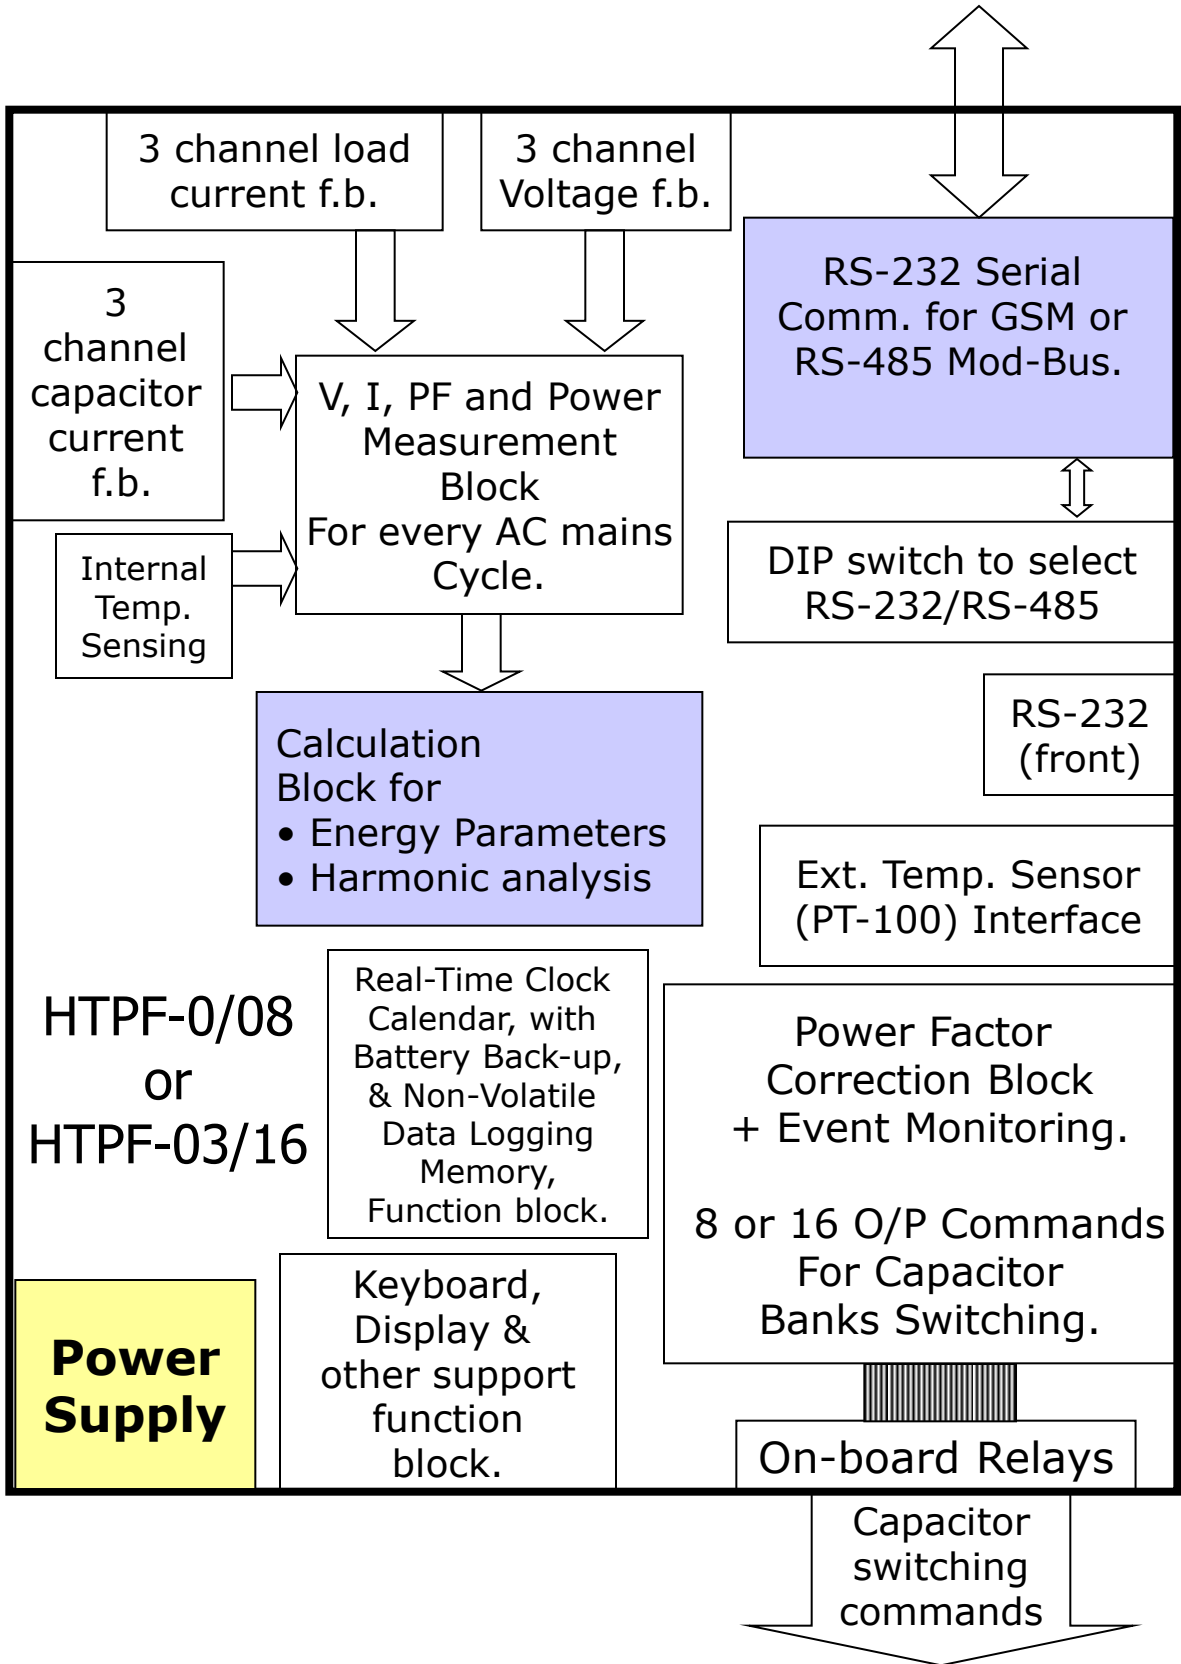 3 channel load
current f.b.
3 channel
Voltage f.b.
RS-232 Serial
Comm. for GSM or
RS-485 Mod-Bus.
3
channel
capacitor
current
f.b.
V, I, PF and Power
Measurement
Block
For every AC mains
Cycle.
Internal
Temp.
Sensing
DIP switch to select
RS-232/RS-485
RS-232
(front)
Calculation
Block for
• Energy Parameters
• Harmonic analysis
Ext. Temp. Sensor
(PT-100) Interface
HTPF-0/08
or
HTPF-03/16
Real-Time Clock
Calendar, with
Battery Back-up,
& Non-Volatile
Data Logging
Memory,
Function block.
Power Factor
Correction Block
+ Event Monitoring.
8 or 16 O/P Commands
For Capacitor
Banks Switching.
Power
Supply
Keyboard,
Display &
other support
function
block.
On-board Relays
Capacitor
switching
commands